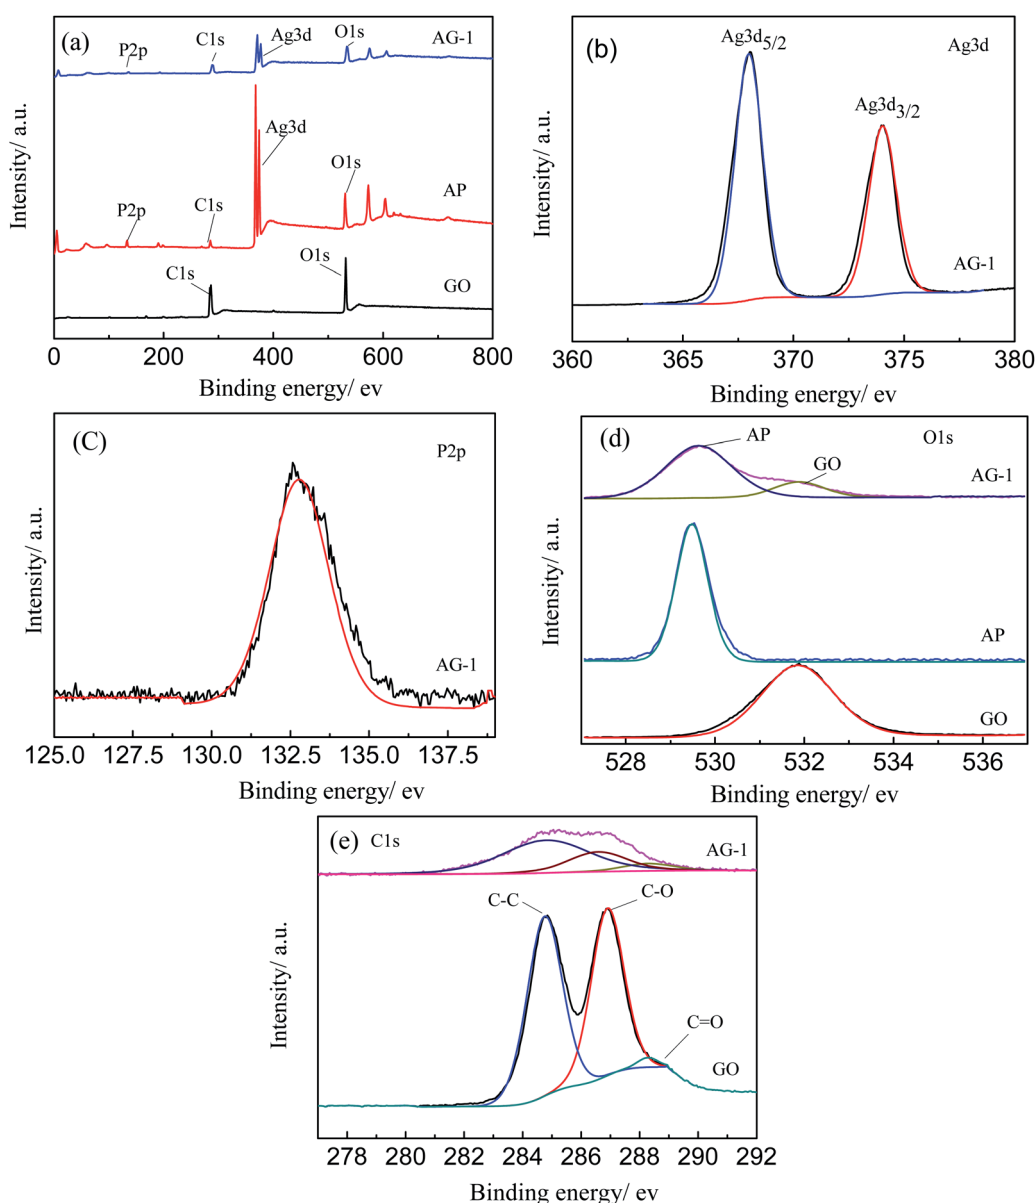 (a)
AG-1
P2p
C1s
Ag3d
O1s
AP
P2p
C1s
Ag3d
O1s
GO
C1s
O1s
Intensity/ a.u.
0 200 400 600 800
Binding energy/ ev
(b)
Ag3d5/2
Ag3d
Ag3d3/2
AG-1
Intensity/ a.u.
360 365 370 375 380
Binding energy/ ev
(C)
P2p
AG-1
Intensity/ a.u.
125.0 127.5 130.0 132.5 135.0 137.5
Binding energy/ ev
(d)
AP
O1s
GO
AG-1
AP
GO
Intensity/ a.u.
528 530 532 534 536
Binding energy/ ev
(e)
C1s
AG-1
C-C
C-O
C=O
GO
Intensity/ a.u.
278 280 282 284 286 288 290 292
Binding energy/ ev